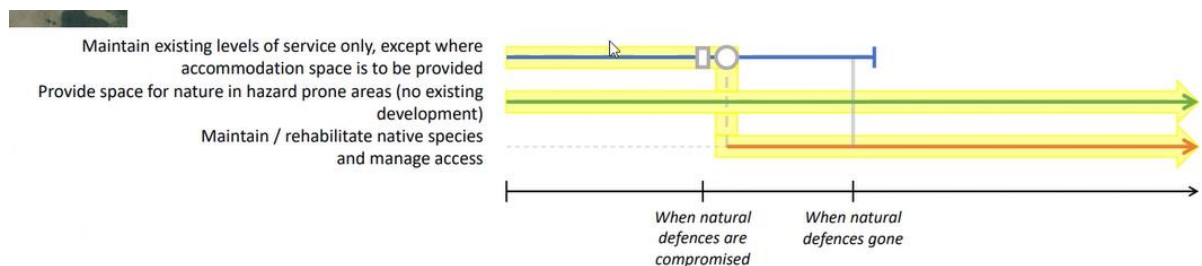 Maintain existing levels of service only, except where
accommodation space is to be provided
Provide space for nature in hazard prone areas (no existing
development)
Maintain / rehabilitate native species
and manage access
When natural
defences are
compromised
When natural
defences gone